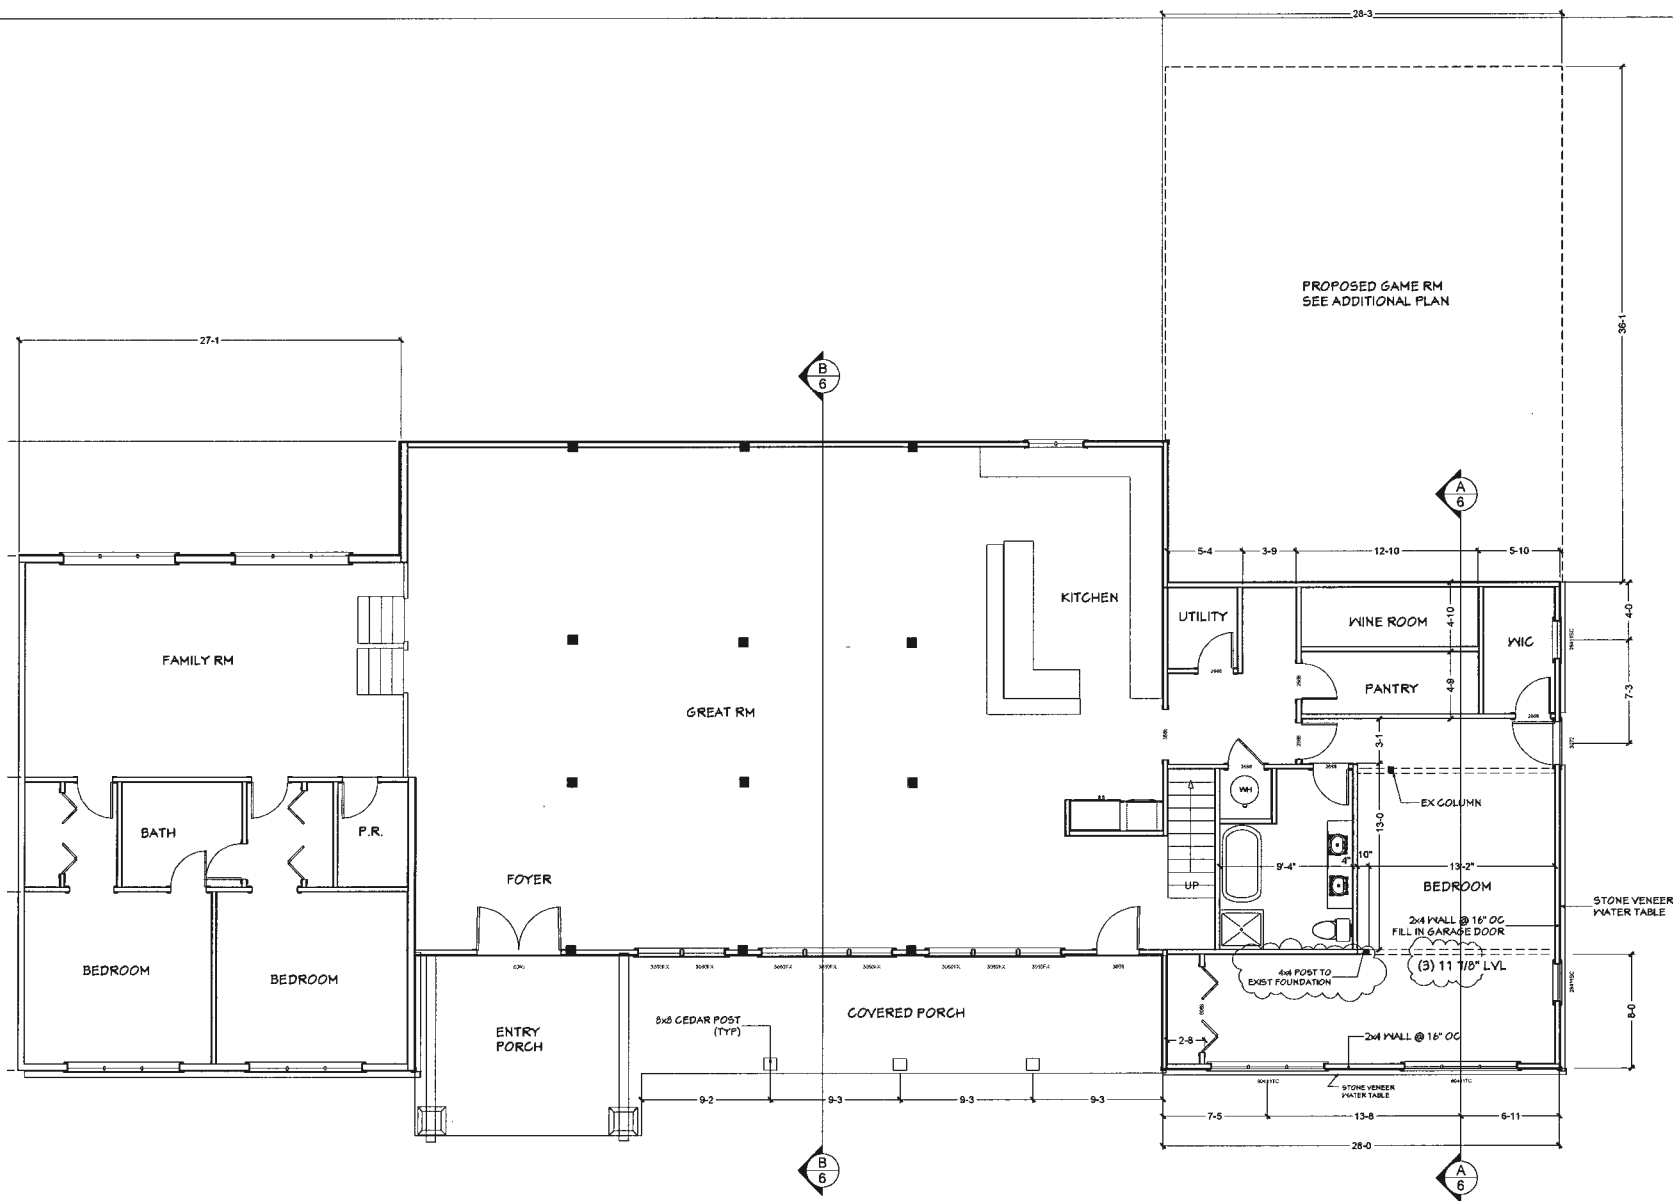 28-3
PROPOSED GAME RM
SEE ADDITIONAL PLAN
36-1
27-1
B
6
A
6
5-4
3-9
12-10
5-10
KITCHEN
UTILITY
WINE ROOM
4-10
WIC
4-0
FAMILY RM
PANTRY
4-9
7-3
GREAT RM
2668
3-1
3072
WH
EX COLUMN
BATH
P.R.
13-0
FOYER
UP
9'-4"
4"
10"
13-2"
BEDROOM
STONE VENEER
WATER TABLE
2x4 WALL @ 16" OC
FILL IN GARAGE DOOR
BEDROOM
BEDROOM
4x4 POST TO
EXIST FOUNDATION
(3) 11 7/8" LVL
ENTRY
PORCH
8x8 CEDAR POST
(TYP)
COVERED PORCH
8-0
2-8
2x4 WALL @ 16" OC
STONE VENEER
WATER TABLE
9-2
9-3
9-3
9-3
7-5
13-8
6-11
28-0
B
6
A
6